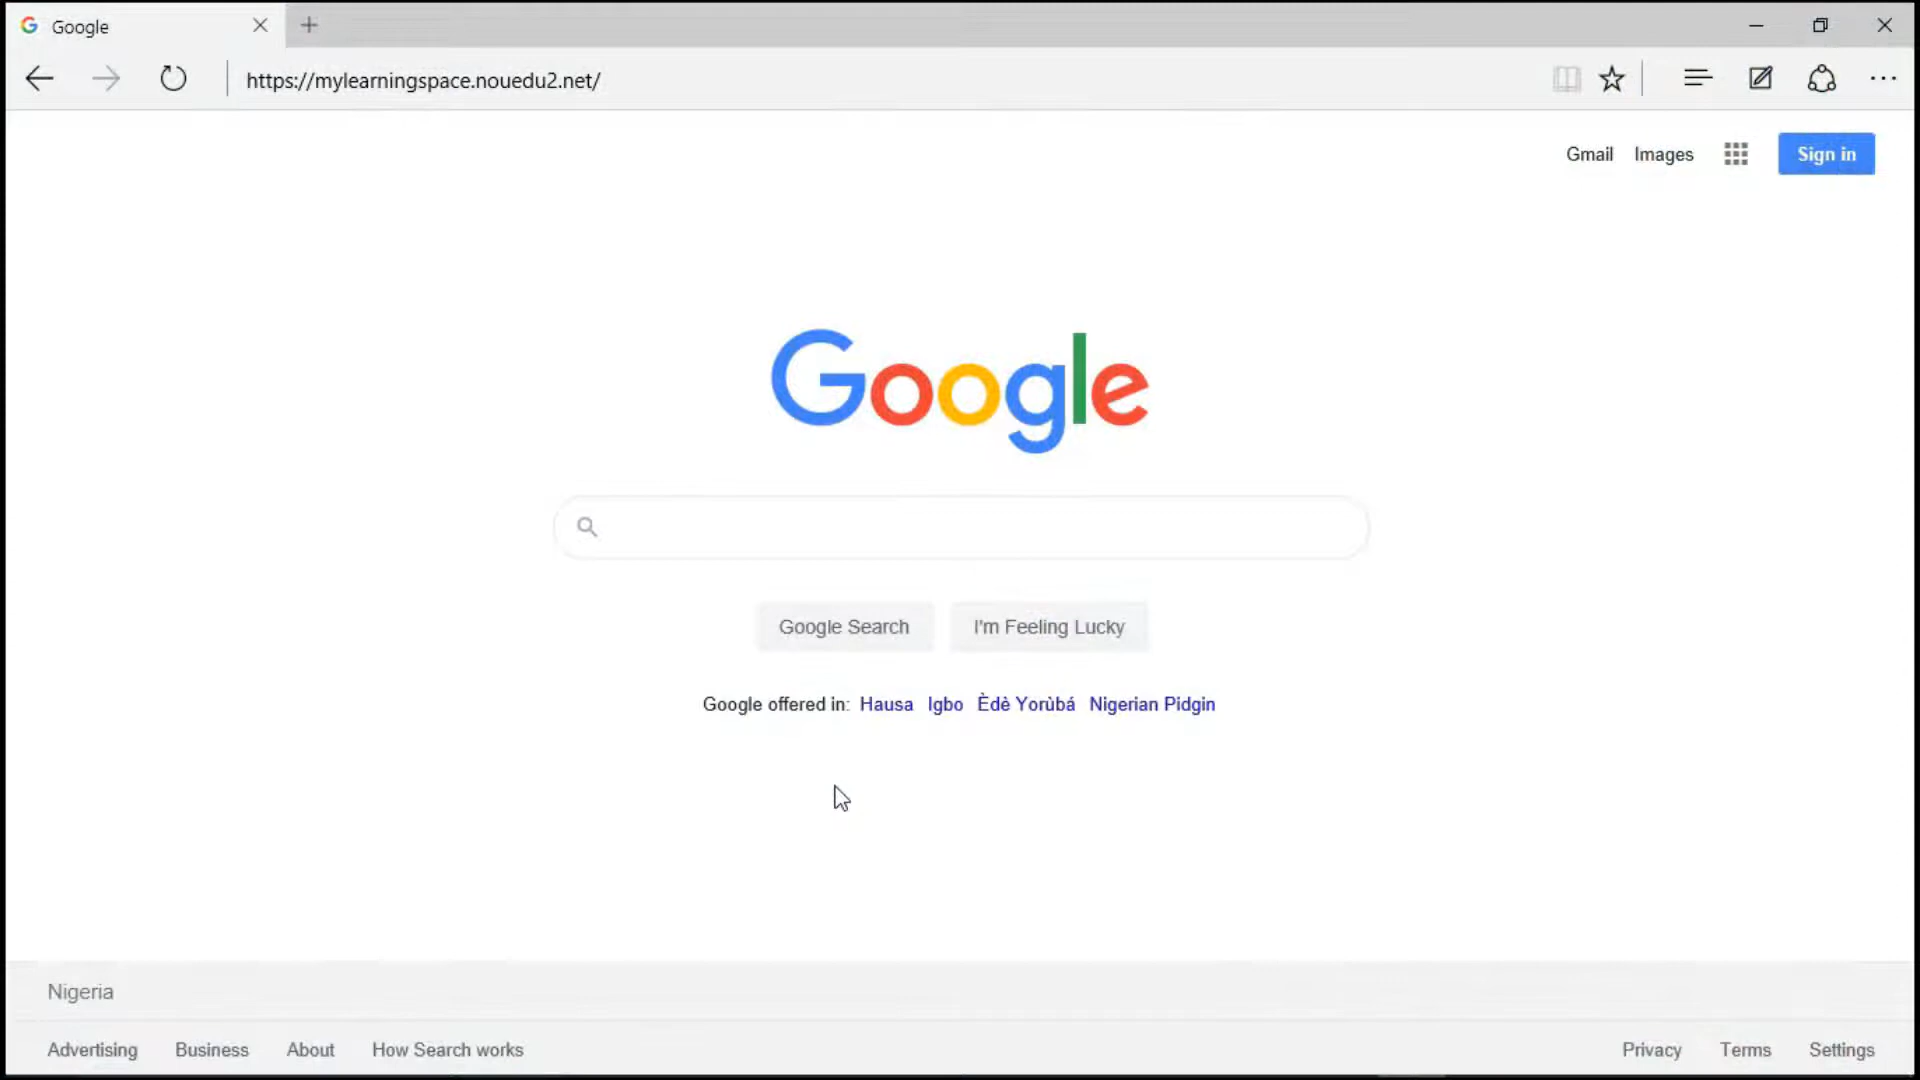 Google
https://mylearningspace.nouedu2.net/
Gmail Images Sign in
Google
Google Search I'm Feeling Lucky
Google offered in: Hausa Igbo Èdè Yorùbá Nigerian Pidgin
Nigeria
Advertising Business About How Search works Privacy Terms Settings